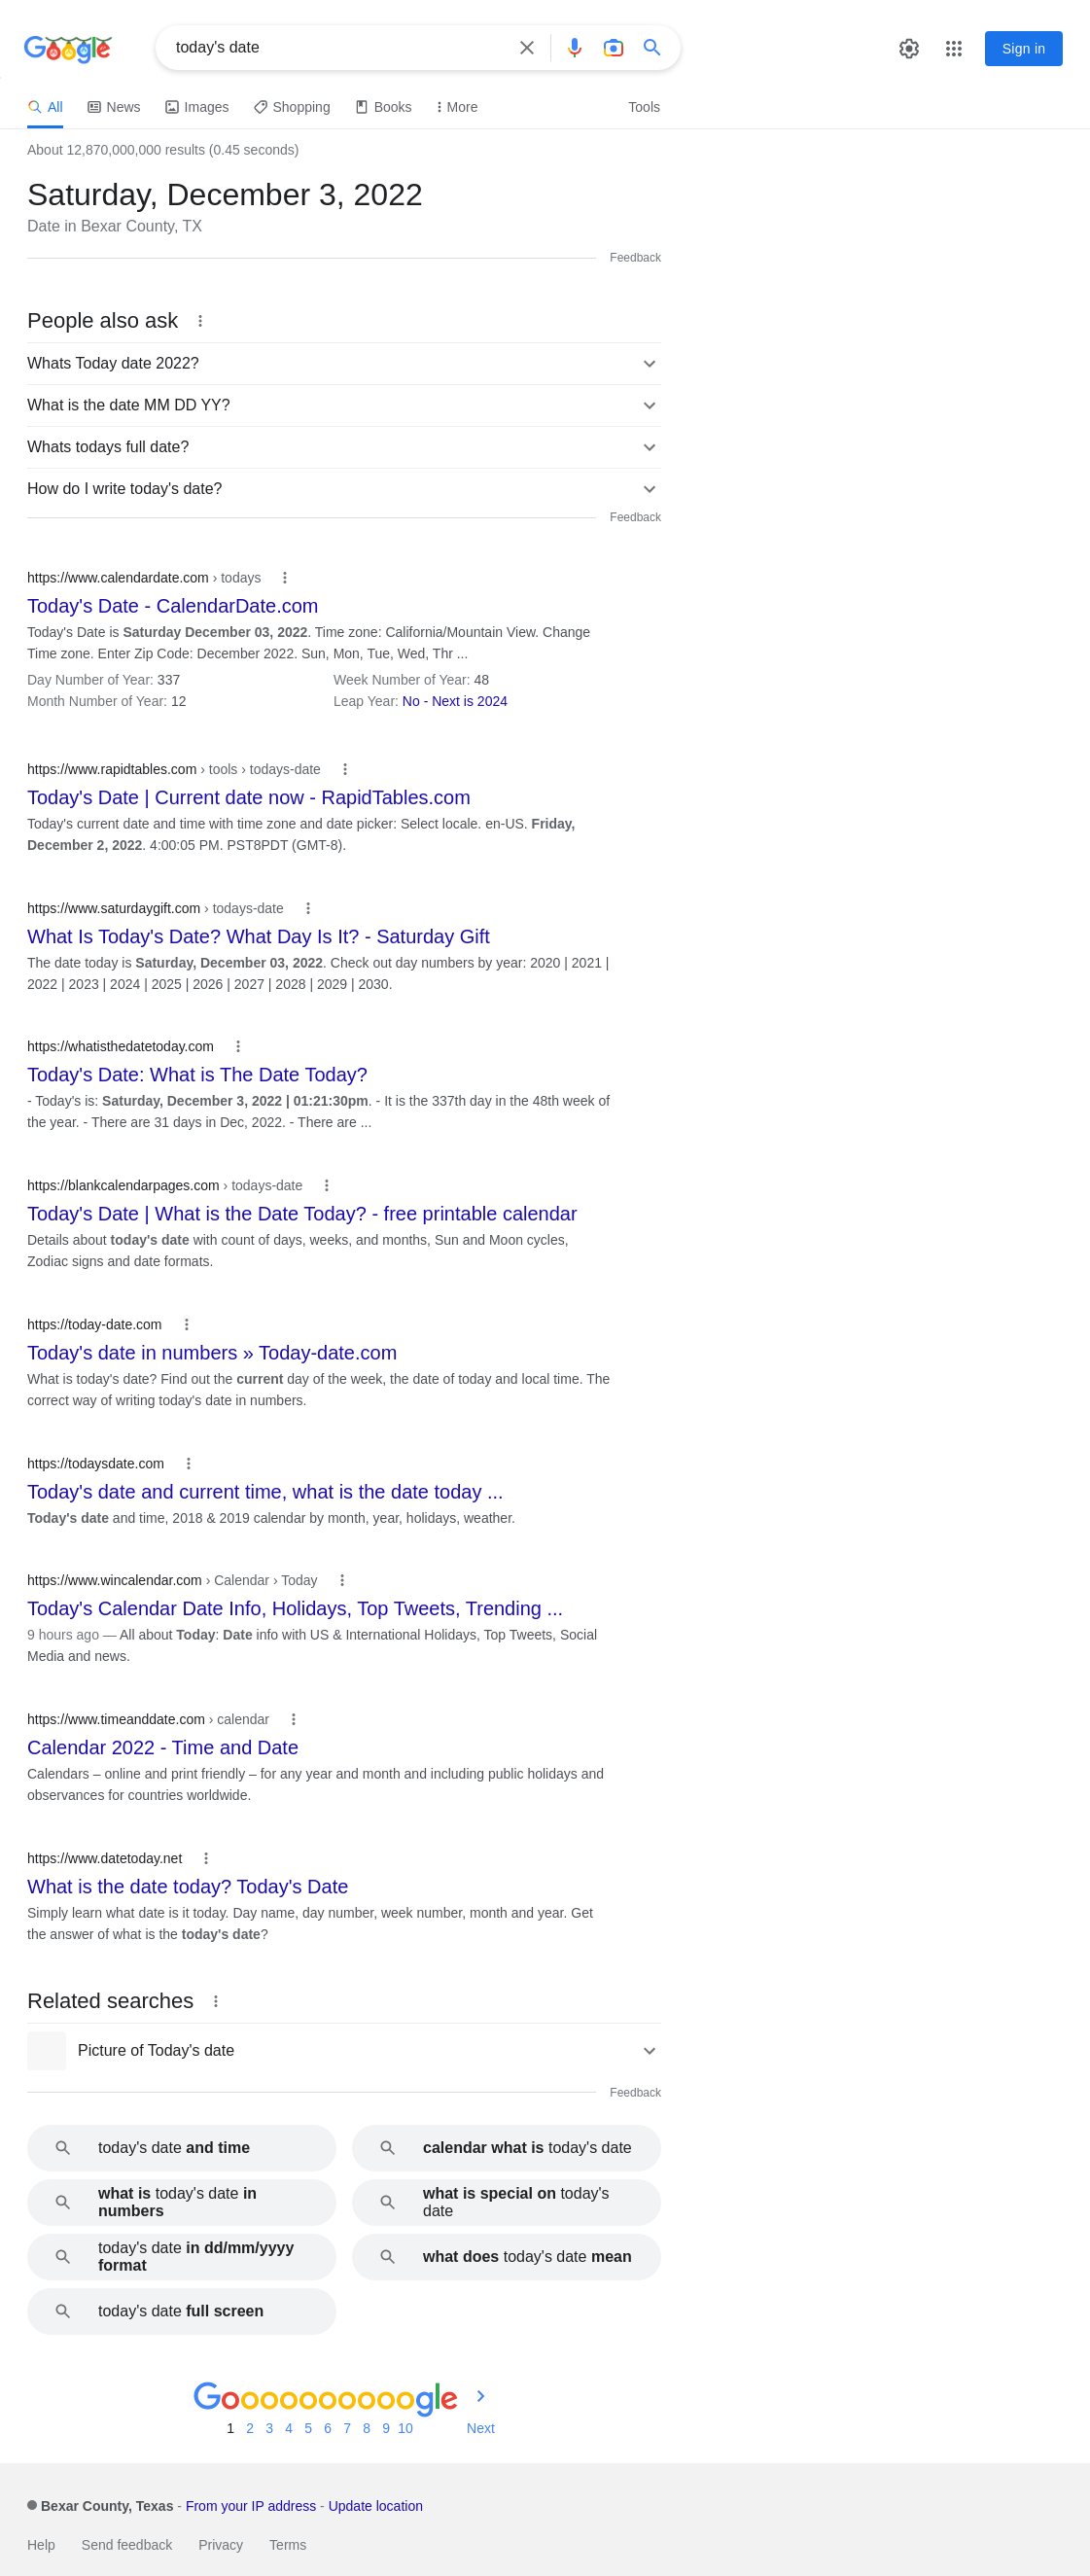 Google
today's date
Sign in
All News Images Shopping Books More Tools
About 12,870,000,000 results (0.45 seconds)
Saturday, December 3, 2022
Date in Bexar County, TX
Feedback
People also ask
Whats Today date 2022?
What is the date MM DD YY?
Whats todays full date?
How do I write today's date?
Feedback
https://www.calendardate.com › todays
Today's Date - CalendarDate.com
Today's Date is Saturday December 03, 2022. Time zone: California/Mountain View. Change
Time zone. Enter Zip Code: December 2022. Sun, Mon, Tue, Wed, Thr ...
Day Number of Year: 337 Week Number of Year: 48
Month Number of Year: 12 Leap Year: No - Next is 2024
https://www.rapidtables.com › tools › todays-date
Today's Date | Current date now - RapidTables.com
Today's current date and time with time zone and date picker: Select locale. en-US. Friday,
December 2, 2022. 4:00:05 PM. PST8PDT (GMT-8).
https://www.saturdaygift.com › todays-date
What Is Today's Date? What Day Is It? - Saturday Gift
The date today is Saturday, December 03, 2022. Check out day numbers by year: 2020 | 2021 |
2022 | 2023 | 2024 | 2025 | 2026 | 2027 | 2028 | 2029 | 2030.
https://whatisthedatetoday.com
Today's Date: What is The Date Today?
- Today's is: Saturday, December 3, 2022 | 01:21:30pm. - It is the 337th day in the 48th week of
the year. - There are 31 days in Dec, 2022. - There are ...
https://blankcalendarpages.com › todays-date
Today's Date | What is the Date Today? - free printable calendar
Details about today's date with count of days, weeks, and months, Sun and Moon cycles,
Zodiac signs and date formats.
https://today-date.com
Today's date in numbers » Today-date.com
What is today's date? Find out the current day of the week, the date of today and local time. The
correct way of writing today's date in numbers.
https://todaysdate.com
Today's date and current time, what is the date today ...
Today's date and time, 2018 & 2019 calendar by month, year, holidays, weather.
https://www.wincalendar.com › Calendar › Today
Today's Calendar Date Info, Holidays, Top Tweets, Trending ...
9 hours ago — All about Today: Date info with US & International Holidays, Top Tweets, Social
Media and news.
https://www.timeanddate.com › calendar
Calendar 2022 - Time and Date
Calendars – online and print friendly – for any year and month and including public holidays and
observances for countries worldwide.
https://www.datetoday.net
What is the date today? Today's Date
Simply learn what date is it today. Day name, day number, week number, month and year. Get
the answer of what is the today's date?
Related searches
Picture of Today's date
Feedback
today's date and time
calendar what is today's date
what is today's date in
numbers
what is special on today's
date
today's date in dd/mm/yyyy
format
what does today's date mean
today's date full screen
Goooooooooogle
1 2 3 4 5 6 7 8 9 10 Next
Bexar County, Texas - From your IP address - Update location
Help Send feedback Privacy Terms